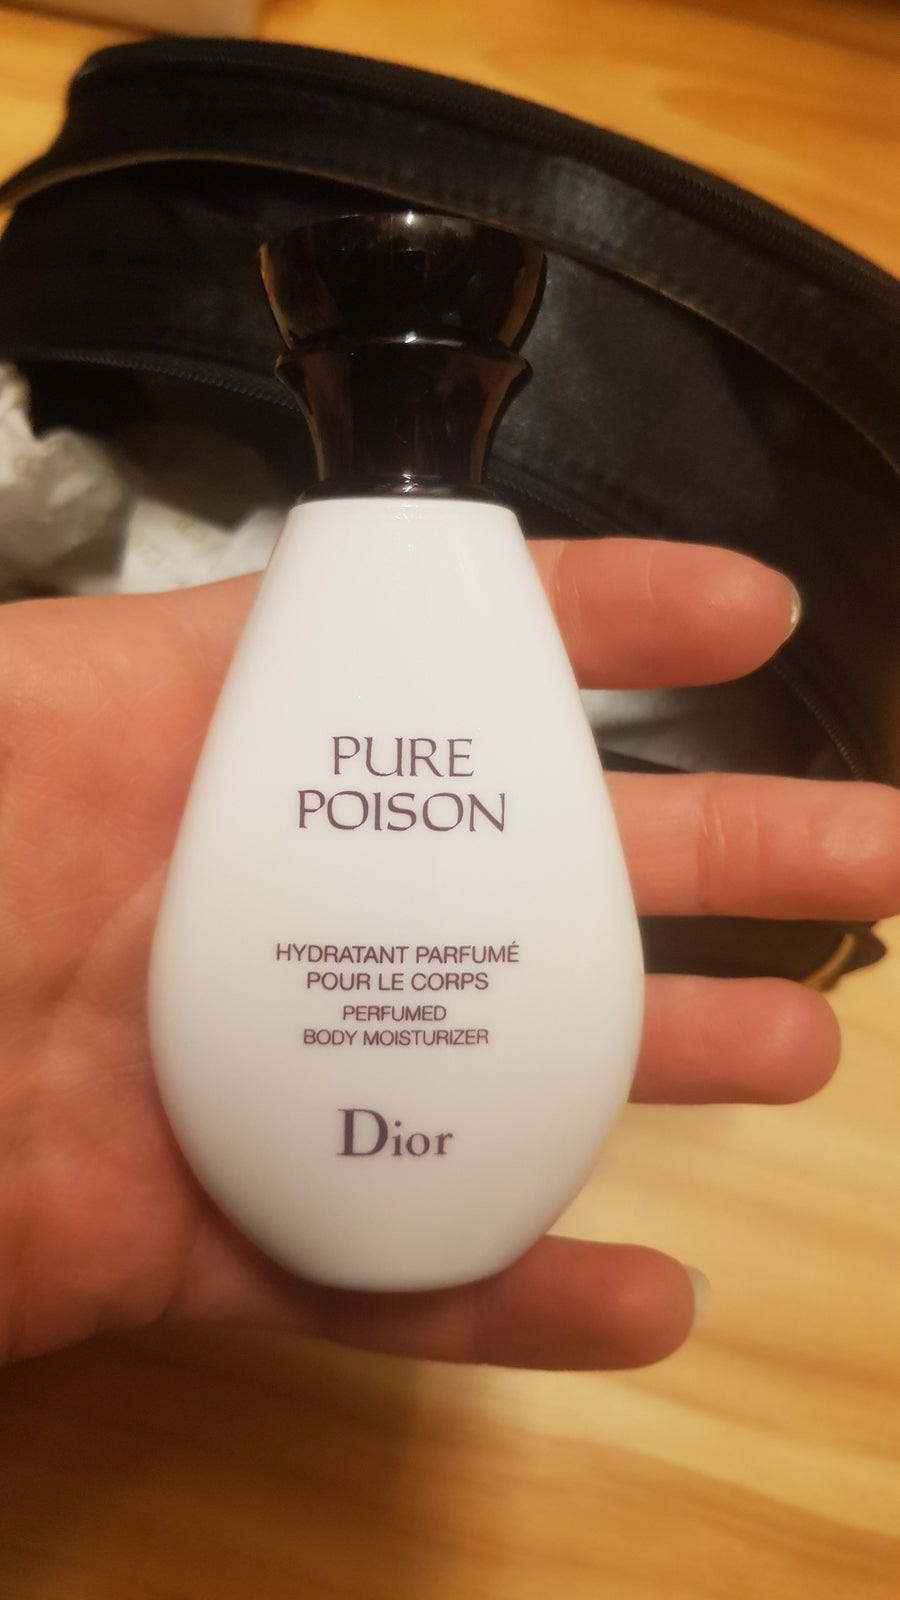 PURE
POISON
HYDRATANT PARFUMÉ
POUR LE CORPS
PERFUMED
BODY MOISTURIZER
Dior